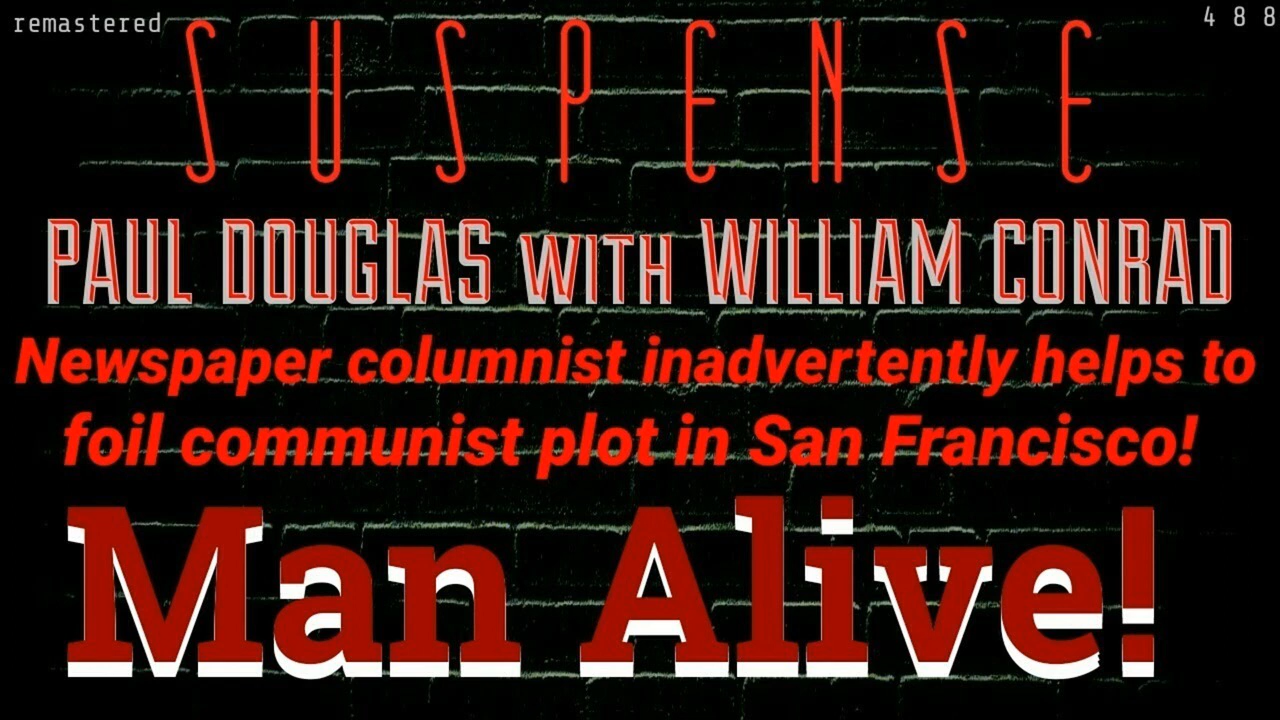 remastered
4 8 8
SUSPENSE
PAUL DOUGLAS WITH WILLIAM CONRAD
Newspaper columnist inadvertently helps to
foil communist plot in San Francisco!
Man Alive!